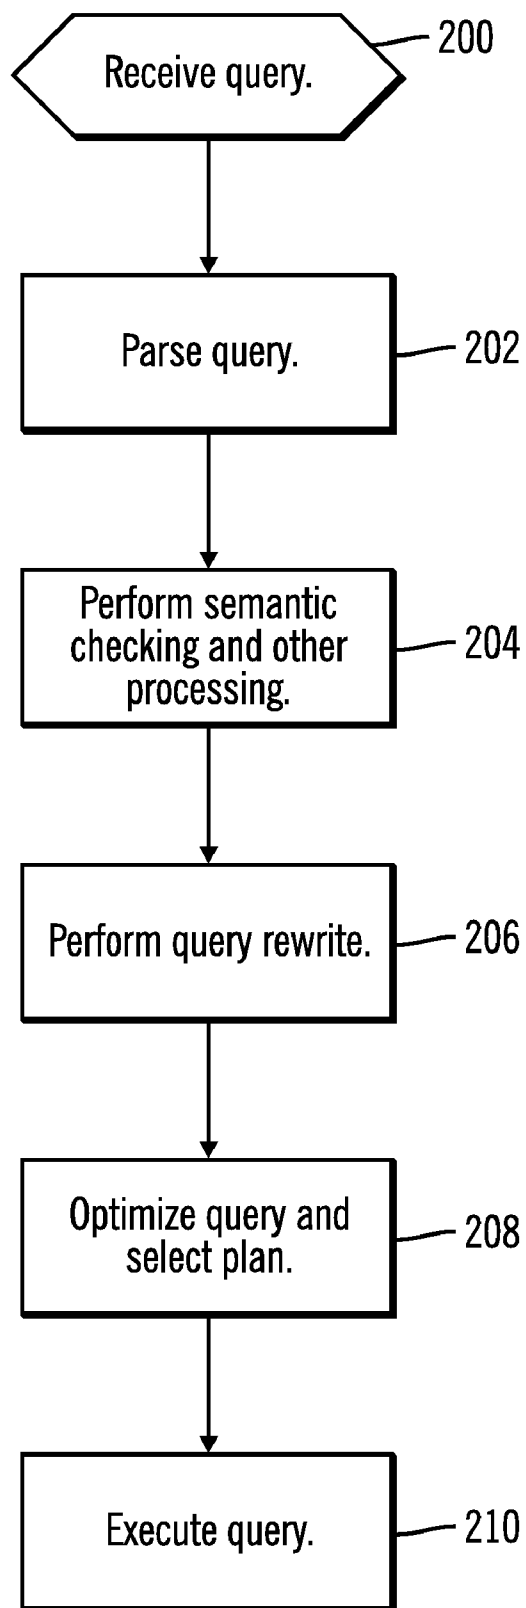 Receive query.
200
Parse query.
202
Perform semantic
checking and other
processing.
204
Perform query rewrite.
206
Optimize query and
select plan.
208
Execute query.
210